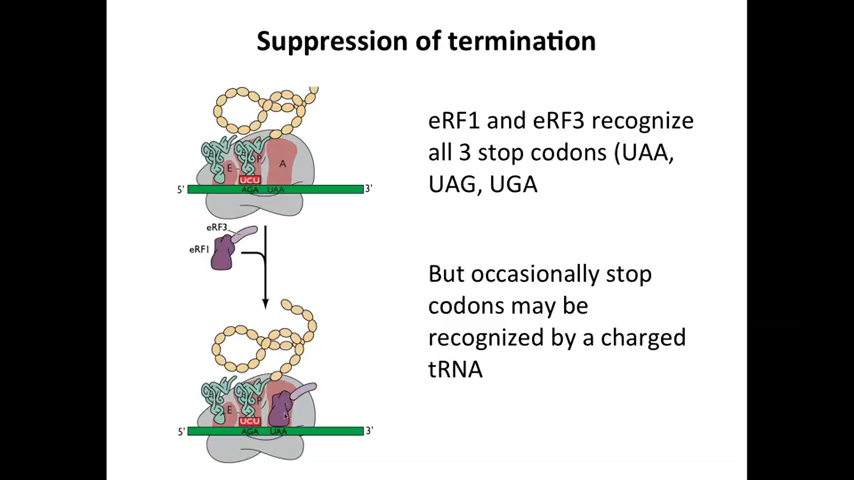 Suppression of termination
eRF1 and eRF3 recognize
all 3 stop codons (UAA,
UAG, UGA
But occasionally stop
codons may be
recognized by a charged
tRNA
E
P
A
UCU
5'
AGA
UAA
3'
eRF3
eRF1
E
P
UCU
5'
AGA
UAA
3'